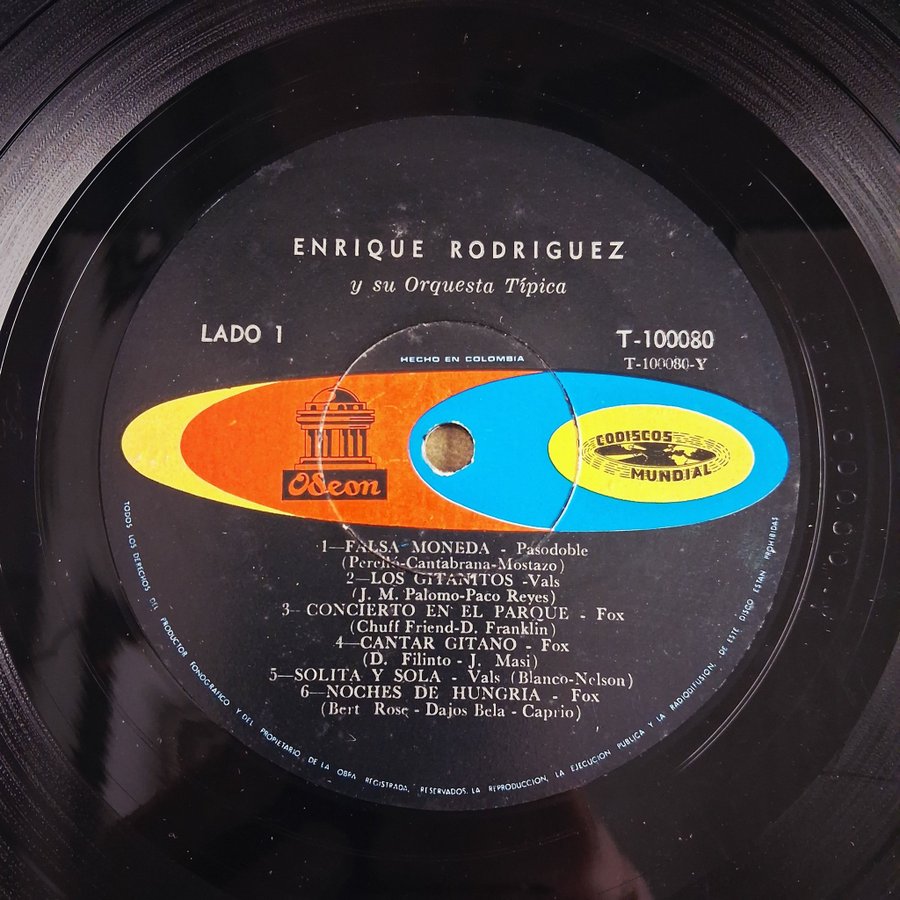 ENRIQUE RODRIGUEZ
y su Orquesta Típica
LADO 1
T-100080
T-100080-Y
HECHO EN COLOMBIA
Odeon
CODISCOS
MUNDIAL
1—FALSA MONEDA - Pasodoble
(Perelló-Cantabrana-Mostazo)
2—LOS GITANITOS -Vals
(J. M. Palomo-Paco Reyes)
3— CONCIERTO EN EL PARQUE - Fox
(Chuff Friend-D. Franklin)
4—CANTAR GITANO - Fox
(D. Filinto - J. Masi)
5—SOLITA Y SOLA - Vals (Blanco-Nelson)
6—NOCHES DE HUNGRIA - Fox
(Bert Rose - Dajos Bela - Caprio)
TODOS LOS DERECHOS DEL PRODUCTOR FONOGRAFICO Y DEL PROPIETARIO DE LA OBRA REGISTRADA, RESERVADOS. LA REPRODUCCION, LA EJECUCION PUBLICA Y LA RADIODIFUSION, DE ESTE DISCO ESTAN PROHIBIDAS